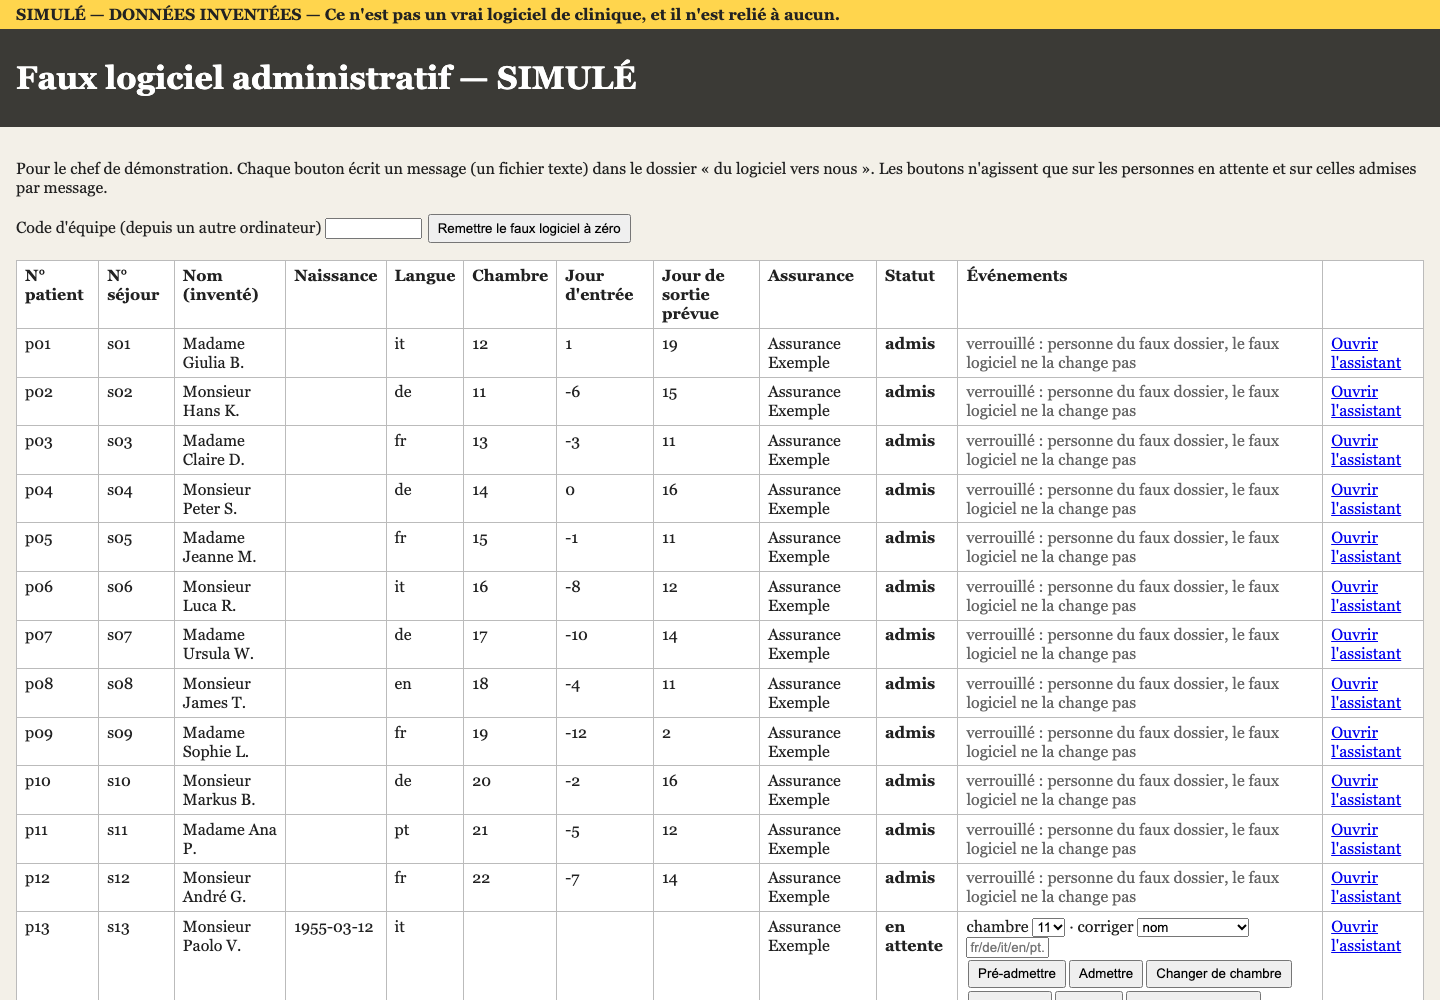 SIMULÉ — DONNÉES INVENTÉES — Ce n'est pas un vrai logiciel de clinique, et il n'est relié à aucun.
Faux logiciel administratif — SIMULÉ
Pour le chef de démonstration. Chaque bouton écrit un message (un fichier texte) dans le dossier « du logiciel vers nous ». Les boutons n'agissent que sur les personnes en attente et sur celles admises
par message.
Code d'équipe (depuis un autre ordinateur) Remettre le faux logiciel à zéro
N° patient N° séjour Nom (inventé) Naissance Langue Chambre Jour d'entrée Jour de sortie prévue Assurance Statut Événements
p01 s01 Madame Giulia B. it 12 1 19 Assurance Exemple admis verrouillé : personne du faux dossier, le faux logiciel ne la change pas Ouvrir l'assistant
p02 s02 Monsieur Hans K. de 11 -6 15 Assurance Exemple admis verrouillé : personne du faux dossier, le faux logiciel ne la change pas Ouvrir l'assistant
p03 s03 Madame Claire D. fr 13 -3 11 Assurance Exemple admis verrouillé : personne du faux dossier, le faux logiciel ne la change pas Ouvrir l'assistant
p04 s04 Monsieur Peter S. de 14 0 16 Assurance Exemple admis verrouillé : personne du faux dossier, le faux logiciel ne la change pas Ouvrir l'assistant
p05 s05 Madame Jeanne M. fr 15 -1 11 Assurance Exemple admis verrouillé : personne du faux dossier, le faux logiciel ne la change pas Ouvrir l'assistant
p06 s06 Monsieur Luca R. it 16 -8 12 Assurance Exemple admis verrouillé : personne du faux dossier, le faux logiciel ne la change pas Ouvrir l'assistant
p07 s07 Madame Ursula W. de 17 -10 14 Assurance Exemple admis verrouillé : personne du faux dossier, le faux logiciel ne la change pas Ouvrir l'assistant
p08 s08 Monsieur James T. en 18 -4 11 Assurance Exemple admis verrouillé : personne du faux dossier, le faux logiciel ne la change pas Ouvrir l'assistant
p09 s09 Madame Sophie L. fr 19 -12 2 Assurance Exemple admis verrouillé : personne du faux dossier, le faux logiciel ne la change pas Ouvrir l'assistant
p10 s10 Monsieur Markus B. de 20 -2 16 Assurance Exemple admis verrouillé : personne du faux dossier, le faux logiciel ne la change pas Ouvrir l'assistant
p11 s11 Madame Ana P. pt 21 -5 12 Assurance Exemple admis verrouillé : personne du faux dossier, le faux logiciel ne la change pas Ouvrir l'assistant
p12 s12 Monsieur André G. fr 22 -7 14 Assurance Exemple admis verrouillé : personne du faux dossier, le faux logiciel ne la change pas Ouvrir l'assistant
p13 s13 Monsieur Paolo V. 1955-03-12 it Assurance Exemple en attente chambre 11 · corriger nom Ouvrir l'assistant
fr/de/it/en/pt.
Pré-admettre Admettre Changer de chambre